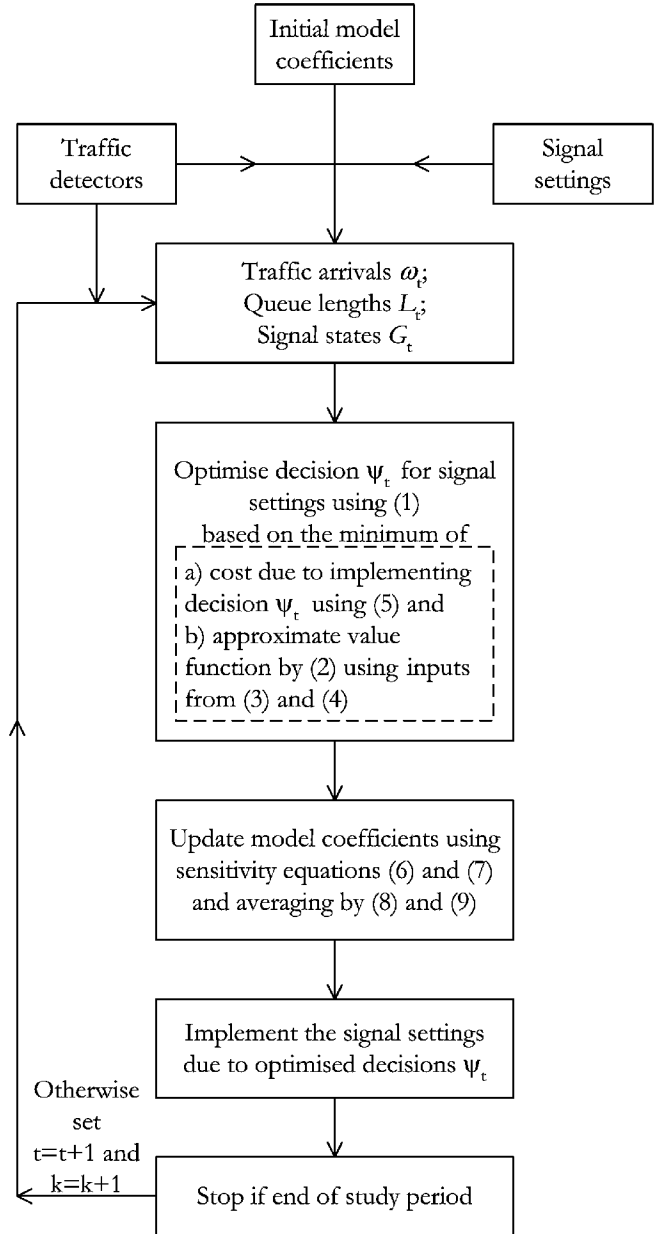 Initial model
coefficients
Traffic
detectors
Signal
settings
Traffic arrivals ωt;
Queue lengths Lt;
Signal states Gt
Optimise decision ψt for signal
settings using (1)
based on the minimum of
a) cost due to implementing
decision ψt using (5) and
b) approximate value
function by (2) using inputs
from (3) and (4)
Update model coefficients using
sensitivity equations (6) and (7)
and averaging by (8) and (9)
Implement the signal settings
due to optimised decisions ψt
Otherwise
set
t=t+1 and
k=k+1
Stop if end of study period